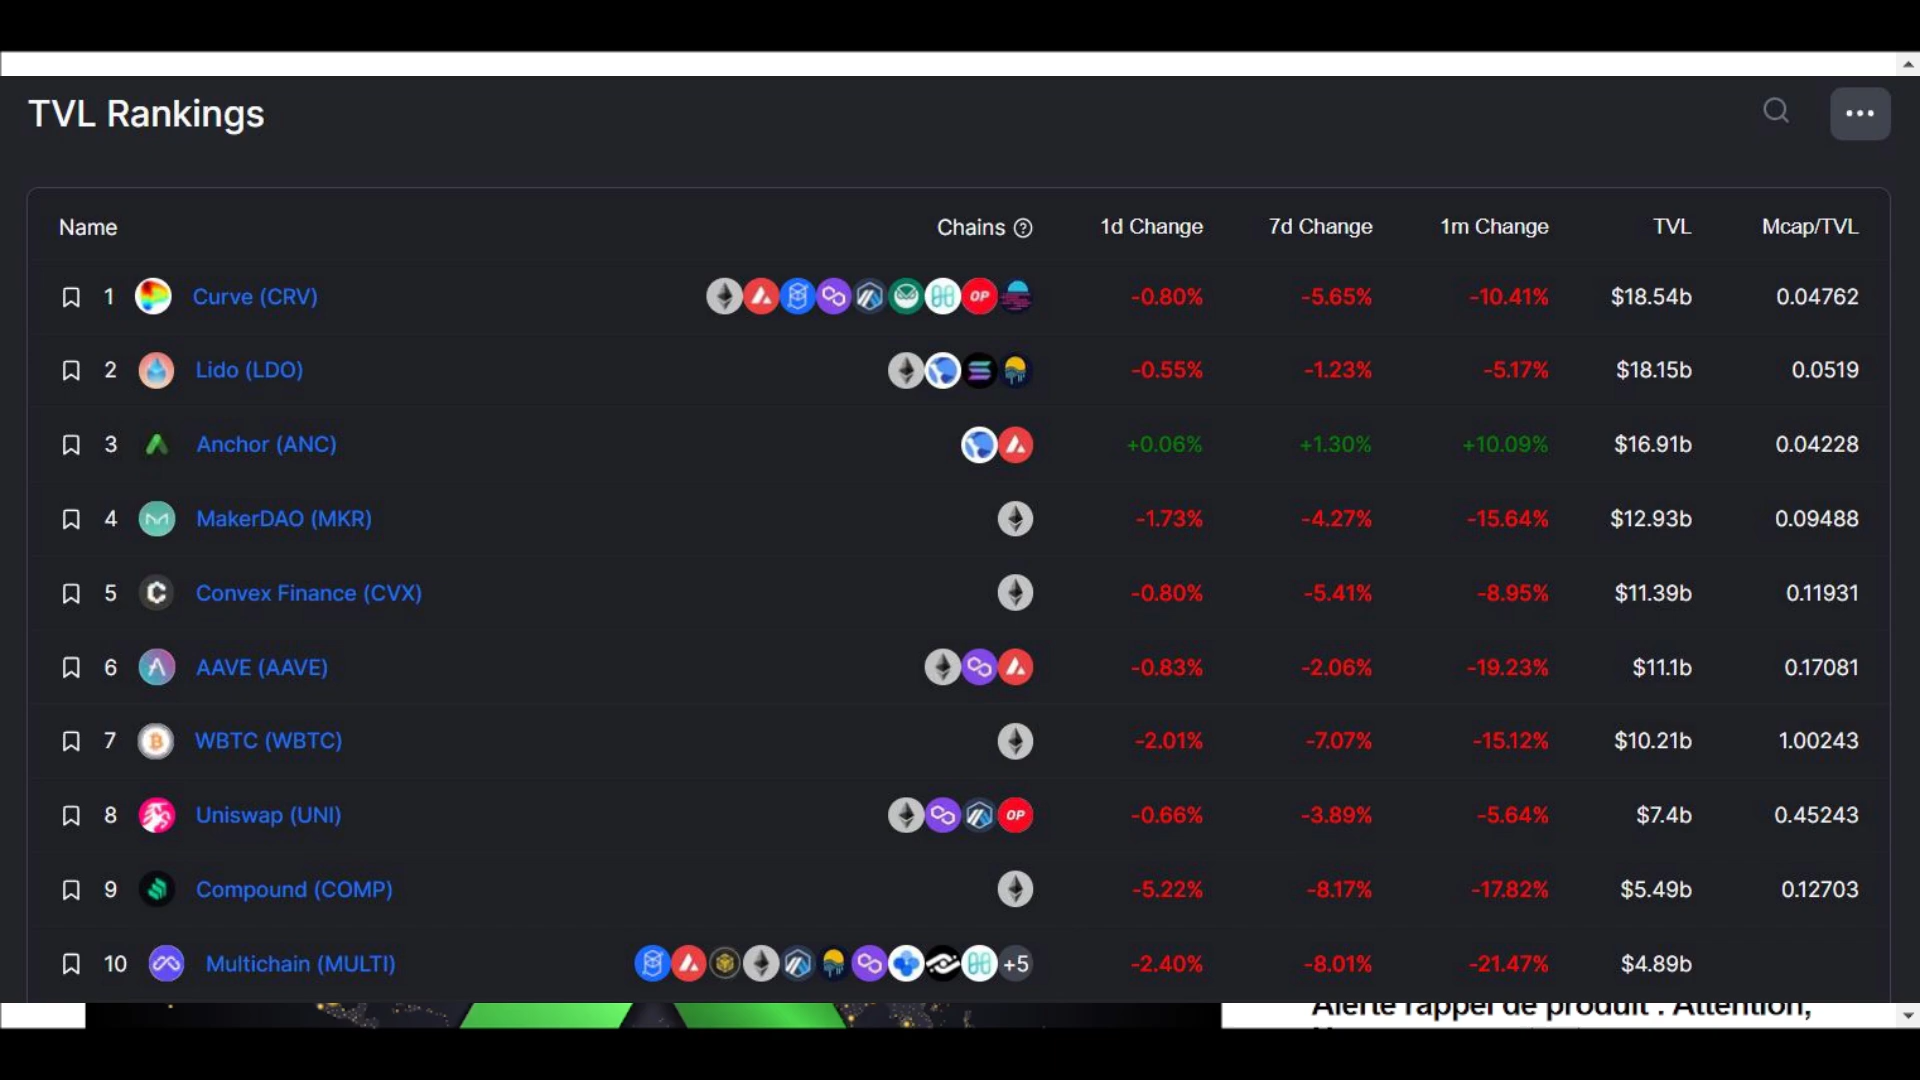 TVL Rankings
Name Chains 1d Change 7d Change 1m Change TVL Mcap/TVL
1 Curve (CRV) OP -0.80% -5.65% -10.41% $18.54b 0.04762
2 Lido (LDO) -0.55% -1.23% -5.17% $18.15b 0.0519
3 Anchor (ANC) +0.06% +1.30% +10.09% $16.91b 0.04228
4 MakerDAO (MKR) -1.73% -4.27% -15.64% $12.93b 0.09488
5 Convex Finance (CVX) -0.80% -5.41% -8.95% $11.39b 0.11931
6 AAVE (AAVE) -0.83% -2.06% -19.23% $11.1b 0.17081
7 WBTC (WBTC) -2.01% -7.07% -15.12% $10.21b 1.00243
8 Uniswap (UNI) OP -0.66% -3.89% -5.64% $7.4b 0.45243
9 Compound (COMP) -5.22% -8.17% -17.82% $5.49b 0.12703
10 Multichain (MULTI) +5 -2.40% -8.01% -21.47% $4.89b
Alerte rappel de produit : Attention,